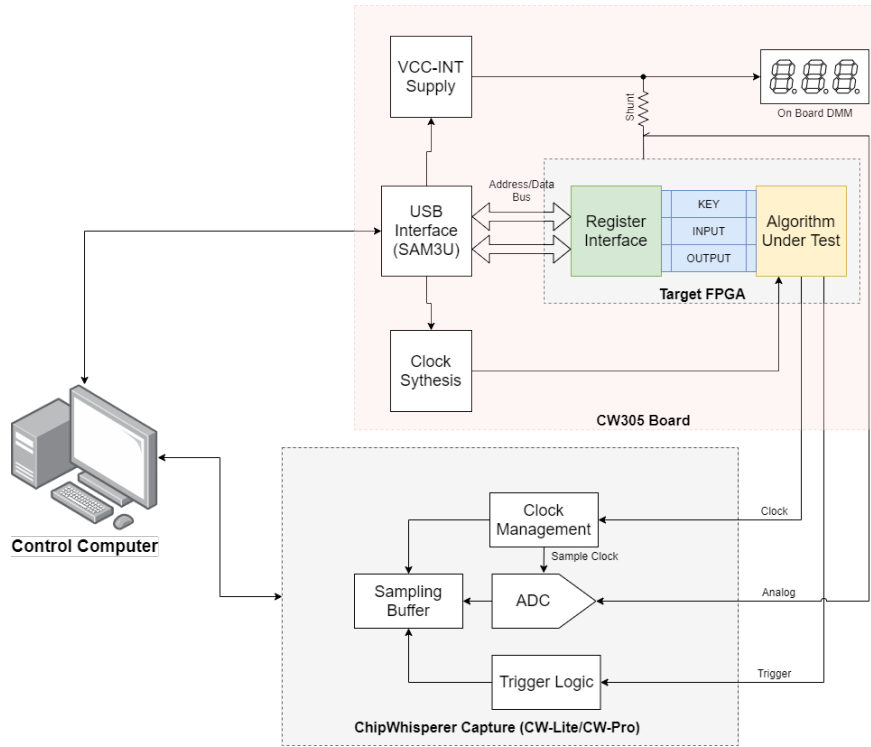 VCC-INT
Supply
Shunt
On Board DMM
Address/Data
Bus
USB
Interface
(SAM3U)
Register
Interface
KEY
INPUT
OUTPUT
Algorithm
Under Test
Target FPGA
Clock
Sythesis
CW305 Board
Control Computer
Clock
Management
Clock
Sample Clock
Sampling
Buffer
ADC
Analog
Trigger Logic
Trigger
ChipWhisperer Capture (CW-Lite/CW-Pro)